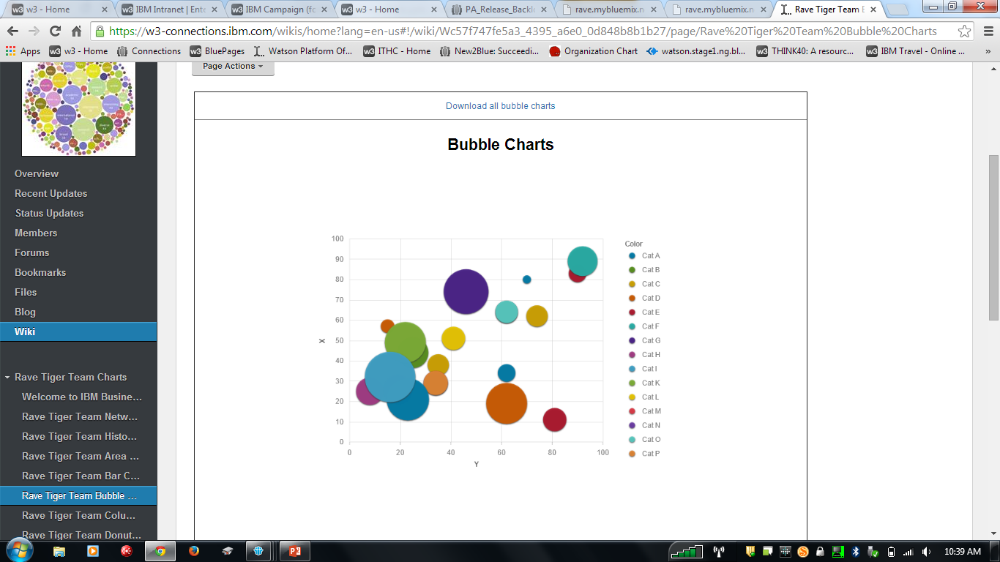 w3 - Home
IBM Intranet | Ente
IBM Campaign (fo
w3 - Home
PA_Release_Backl
rave.mybluemix.n
rave.mybluemix.n
Rave Tiger Team B
https://w3-connections.ibm.com/wikis/home?lang=en-us#!/wiki/Wc57f747fe5a3_4395_a6e0_0d848b8b1b27/page/Rave%20Tiger%20Team%20Bubble%20Charts
Apps
w3 - Home
Connections
BluePages
Watson Platform Of...
ITHC - Home
New2Blue: Succeedi...
Organization Chart
watson.stage1.ng.bl...
THINK40: A resourc...
IBM Travel - Online ...
»
Overview
Recent Updates
Status Updates
Members
Forums
Bookmarks
Files
Blog
Wiki
Rave Tiger Team Charts
Welcome to IBM Busine...
Rave Tiger Team Netw...
Rave Tiger Team Histo...
Rave Tiger Team Area ...
Rave Tiger Team Bar C...
Rave Tiger Team Bubble ...
Rave Tiger Team Colu...
Rave Tiger Team Donut...
Page Actions
Download all bubble charts
Bubble Charts
100
90
80
70
60
50
40
30
20
10
0
X
0 20 40 60 80 100
Y
Color
Cat A
Cat B
Cat C
Cat D
Cat E
Cat F
Cat G
Cat H
Cat I
Cat K
Cat L
Cat M
Cat N
Cat O
Cat P
10:39 AM